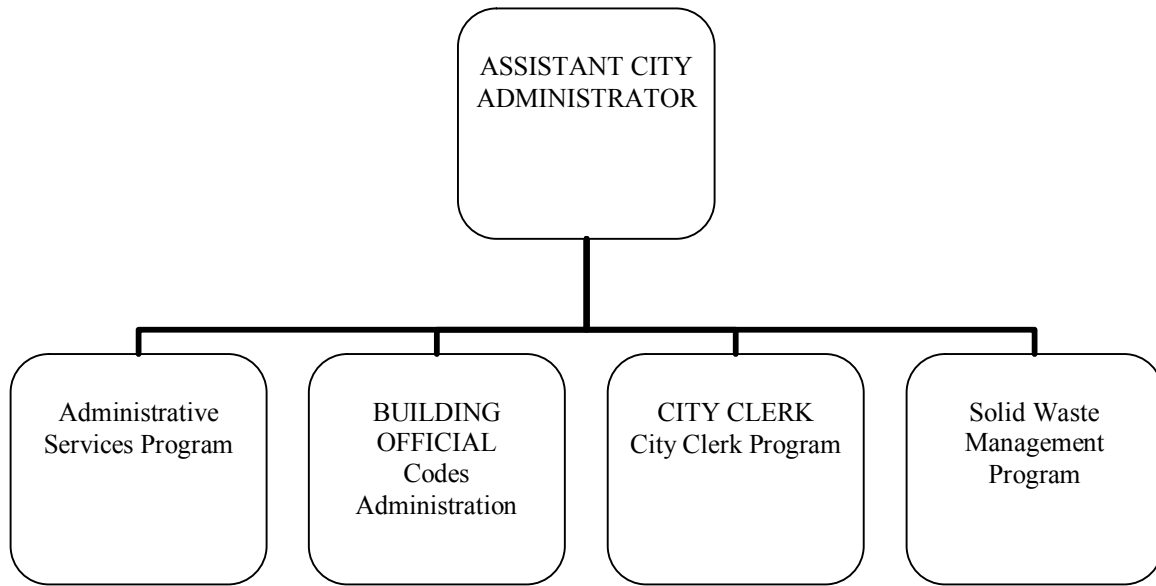 ASSISTANT CITY
ADMINISTRATOR
Administrative
Services Program
BUILDING
OFFICIAL
Codes
Administration
CITY CLERK
City Clerk Program
Solid Waste
Management
Program